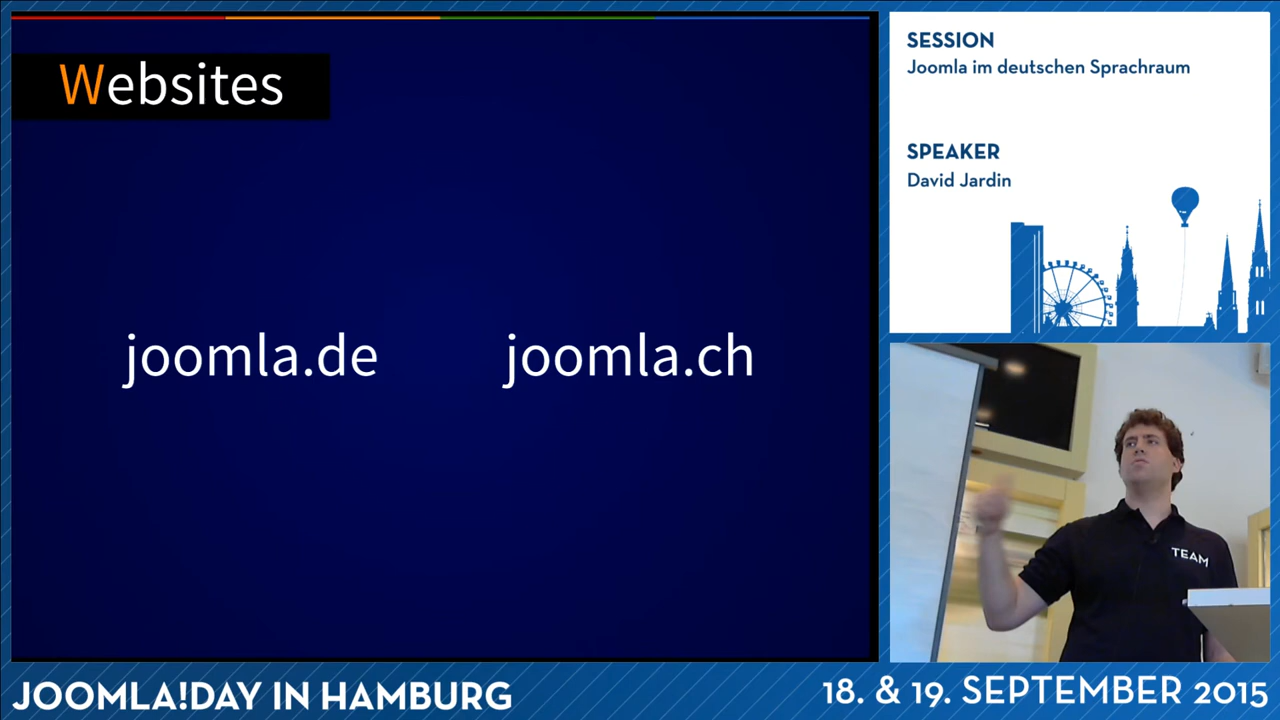 Websites
joomla.de
joomla.ch
SESSION
Joomla im deutschen Sprachraum
SPEAKER
David Jardin
TEAM
JOOMLA!DAY IN HAMBURG
18. & 19. SEPTEMBER 2015